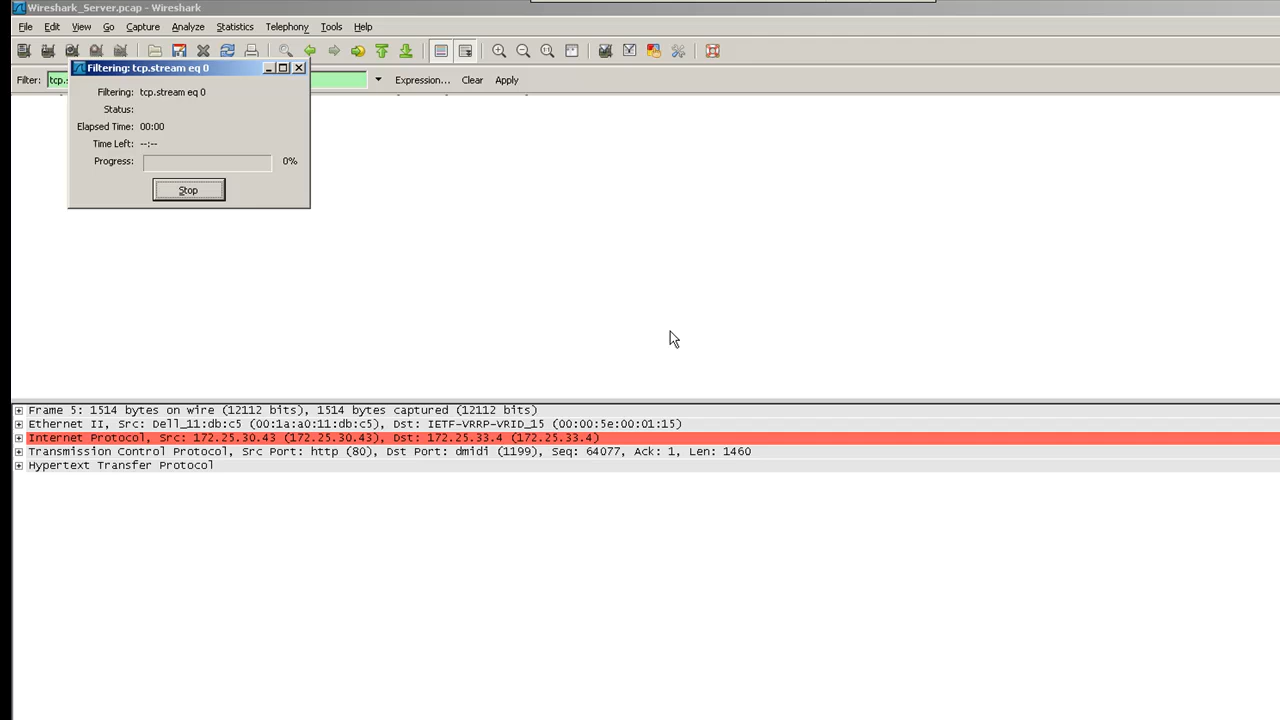 Wireshark_Server.pcap - Wireshark
File Edit View Go Capture Analyze Statistics Telephony Tools Help
Filtering: tcp.stream eq 0
Filter: tcp.s Expression... Clear Apply
Filtering: tcp.stream eq 0
Status:
Elapsed Time: 00:00
Time Left: --:--
Progress: 0%
Stop
Frame 5: 1514 bytes on wire (12112 bits), 1514 bytes captured (12112 bits)
Ethernet II, Src: Dell_11:db:c5 (00:1a:a0:11:db:c5), Dst: IETF-VRRP-VRID_15 (00:00:5e:00:01:15)
Internet Protocol, Src: 172.25.30.43 (172.25.30.43), Dst: 172.25.33.4 (172.25.33.4)
Transmission Control Protocol, Src Port: http (80), Dst Port: dmidi (1199), Seq: 64077, Ack: 1, Len: 1460
Hypertext Transfer Protocol